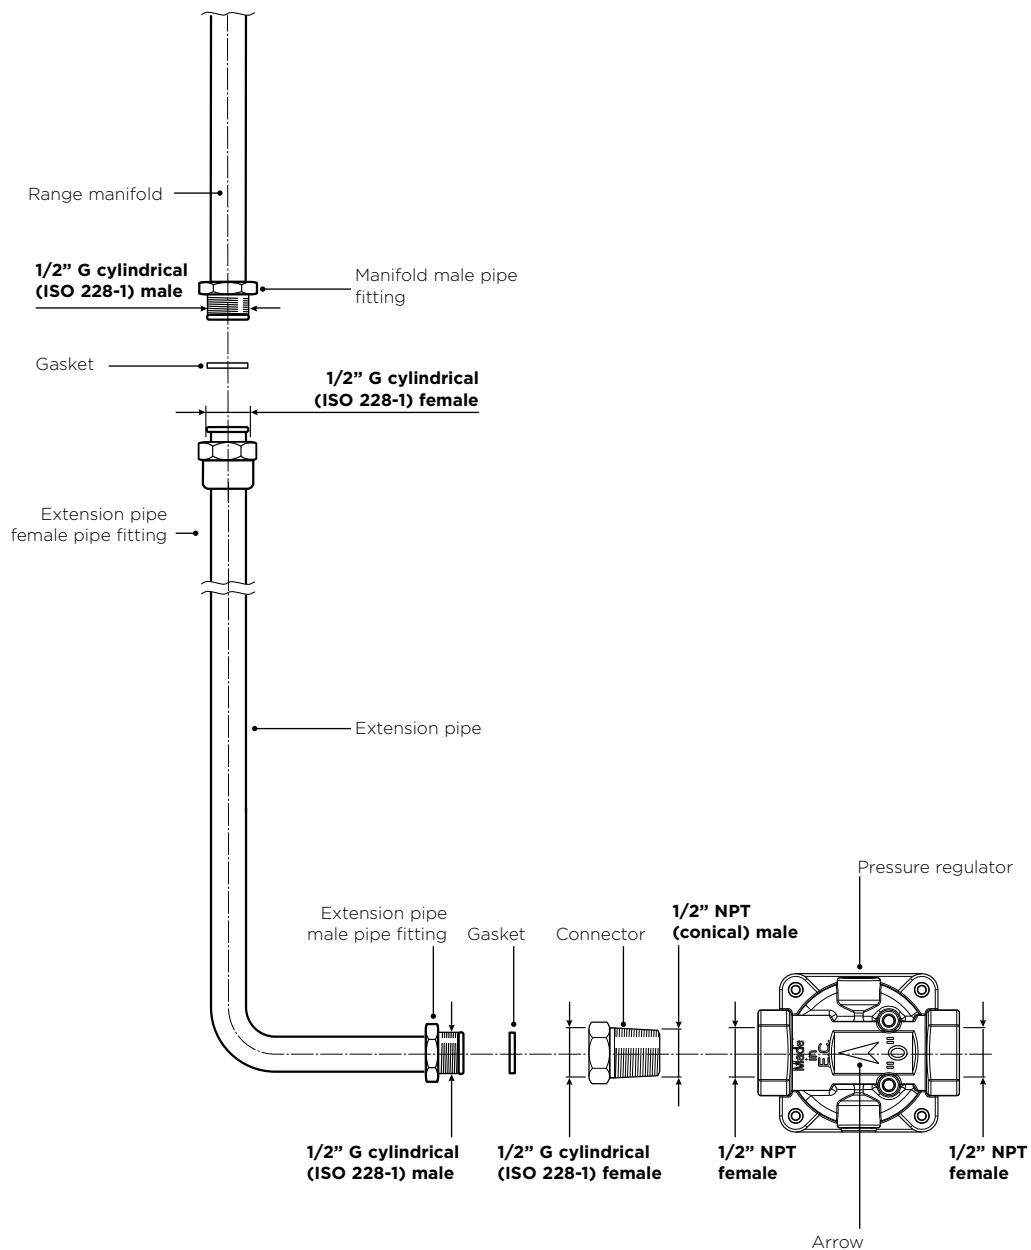 Range manifold
1/2” G cylindrical
(ISO 228-1) male
Manifold male pipe
fitting
Gasket
1/2” G cylindrical
(ISO 228-1) female
Extension pipe
female pipe fitting
Extension pipe
Pressure regulator
Extension pipe
male pipe fitting
Gasket
Connector
1/2” NPT
(conical) male
Made
in
E.C.
1/2” G cylindrical
(ISO 228-1) male
1/2” G cylindrical
(ISO 228-1) female
1/2” NPT
female
1/2” NPT
female
Arrow